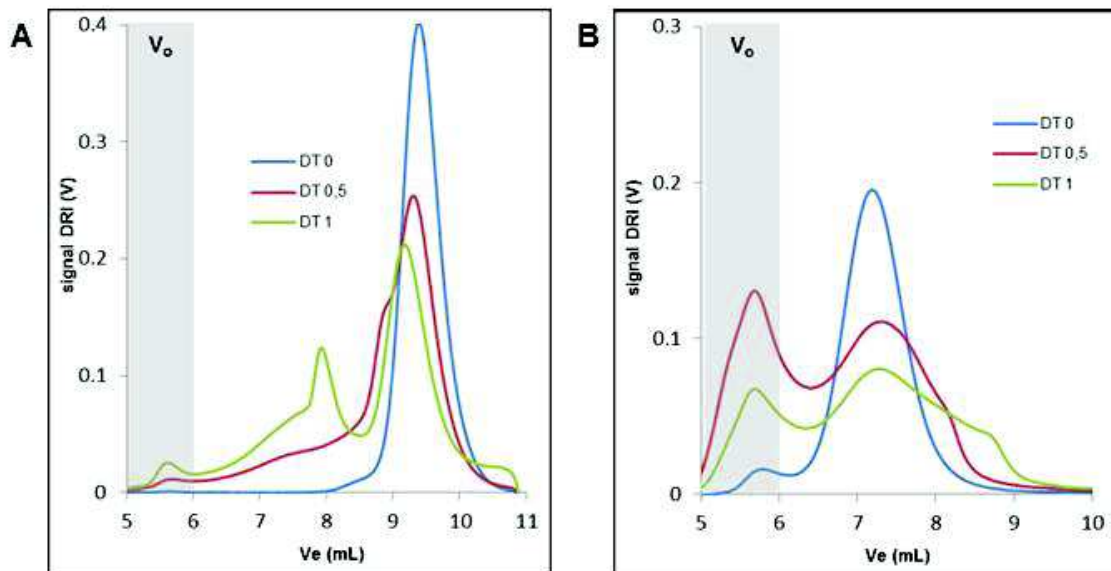 A
V₀
0.4
0.3
0.2
0.1
0
signal DRI (V)
DT 0
DT 0,5
DT 1
5 6 7 8 9 10 11
Ve (mL)
B
V₀
0.3
0.2
0.1
0
signal DRI (V)
DT 0
DT 0,5
DT 1
5 6 7 8 9 10
Ve (mL)